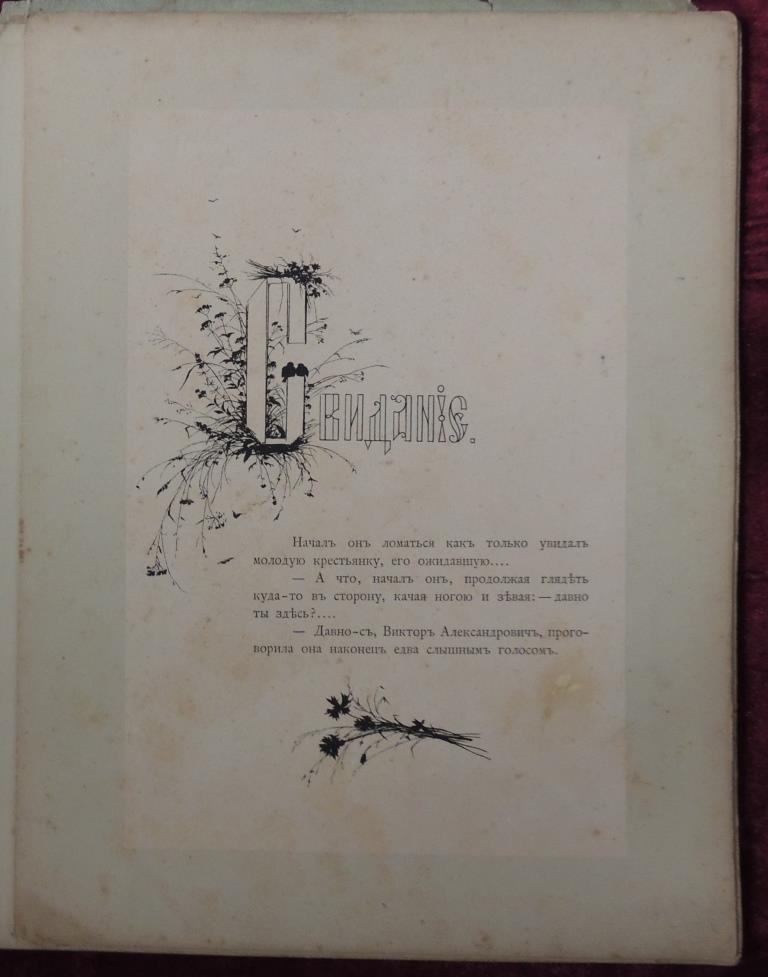 Свиданіе.
Началъ онъ ломаться какъ только увидалъ
молодую крестьянку, его ожидавшую....
— А что, началъ онъ, продолжая глядѣть
куда-то въ сторону, качая ногою и зѣвая: — давно
ты здѣсь?....
— Давно-съ, Викторъ Александровичъ, прого-
ворила она наконецъ едва слышнымъ голосомъ.